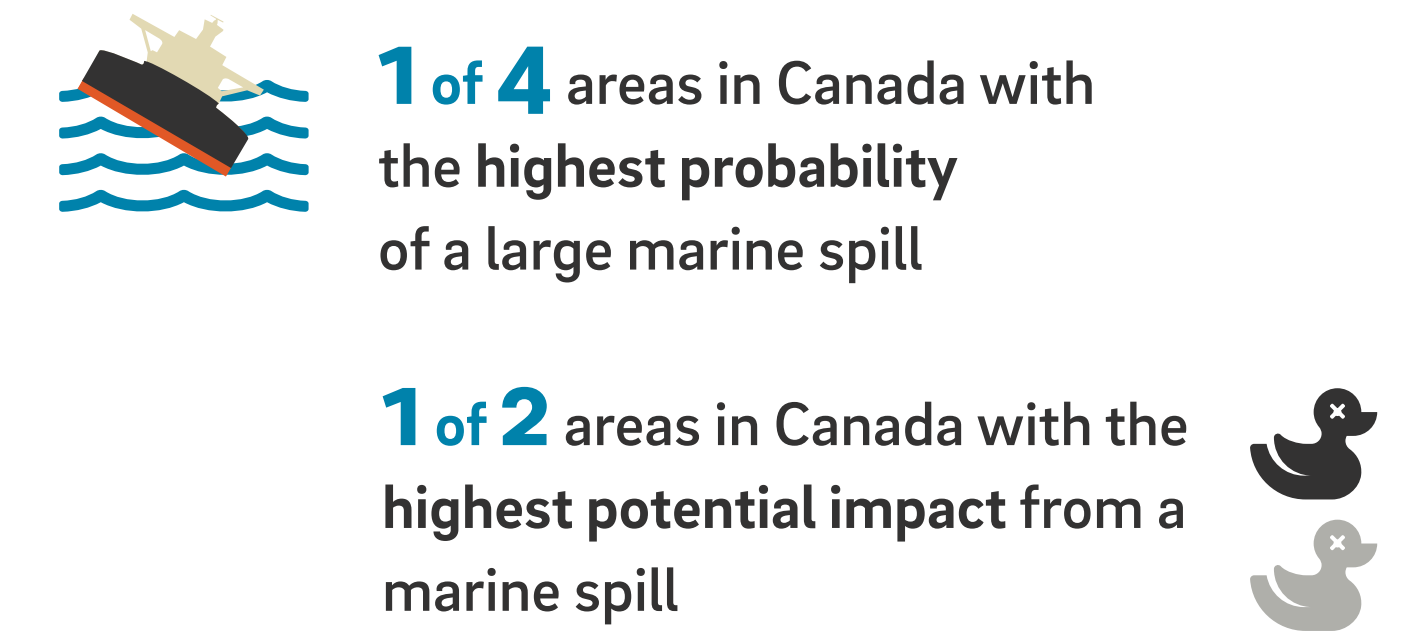 1 of 4 areas in Canada with
the highest probability
of a large marine spill
1 of 2 areas in Canada with the
highest potential impact from a
marine spill